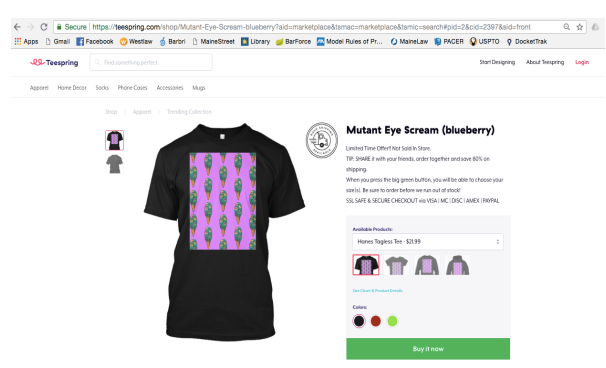 Secure | https://teespring.com/shop/Mutant-Eye-Scream-blueberry?aid=marketplace&tsmac=marketplace&tsmic=search#pid=2&cid=2397&sid=front
Apps Gmail Facebook Westlaw Barbri MaineStreet Library BarForce Model Rules of Pr... MaineLaw PACER USPTO DocketTrak
Teespring Find something perfect Start Designing About Teespring Login
Apparel Home Decor Socks Phone Cases Accessories Mugs
Shop | Apparel | Trending Collection
Mutant Eye Scream (blueberry)
Limited Time Offer!! Not Sold In Store.
TIP: SHARE it with your friends, order together and save 80% on
shipping.
When you press the big green button, you will be able to choose your
size(s). Be sure to order before we run out of stock!
SSL SAFE & SECURE CHECKOUT via VISA | MC | DISC | AMEX | PAYPAL
Available Products:
Hanes Tagless Tee - $21.99
Size Chart & Product Details
Colors:
Buy it now